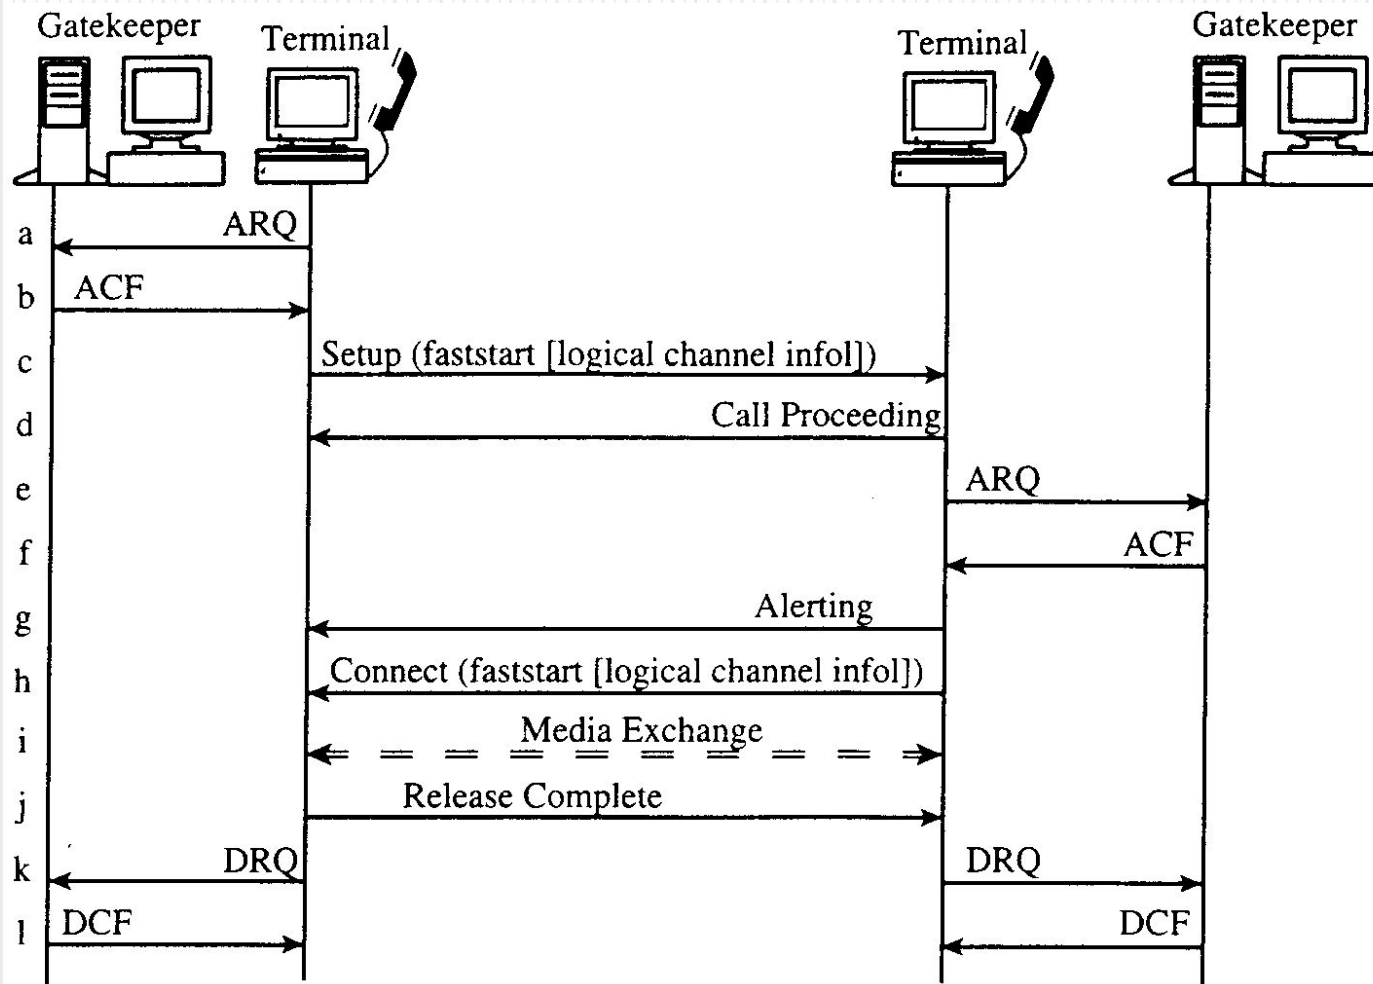 Gatekeeper
Terminal
Terminal
Gatekeeper
a ARQ
b ACF
c Setup (faststart [logical channel infol])
d Call Proceeding
e ARQ
f ACF
g Alerting
h Connect (faststart [logical channel infol])
i Media Exchange
j Release Complete
k DRQ DRQ
l DCF DCF